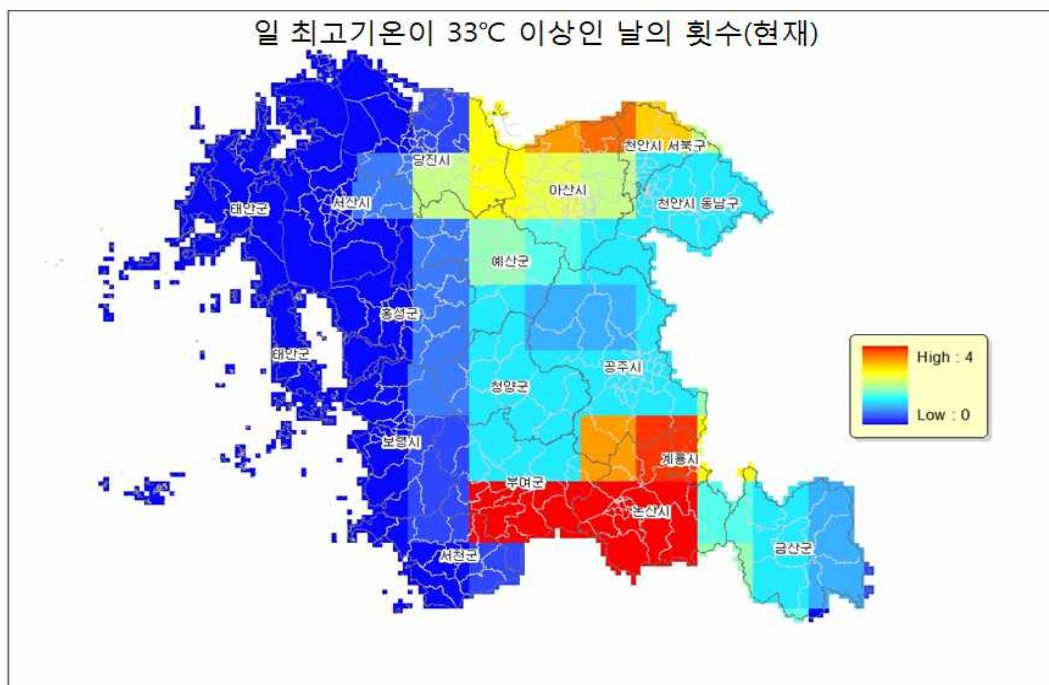 일 최고기온이 33℃ 이상인 날의 횟수(현재)
천안시 서북구
당진시
아산시
서산시
천안시 동남구
태안군
예산군
홍성군
태안군
공주시
High : 4
청양군
Low : 0
보령시
계룡시
부여군
논산시
서천군
금산군